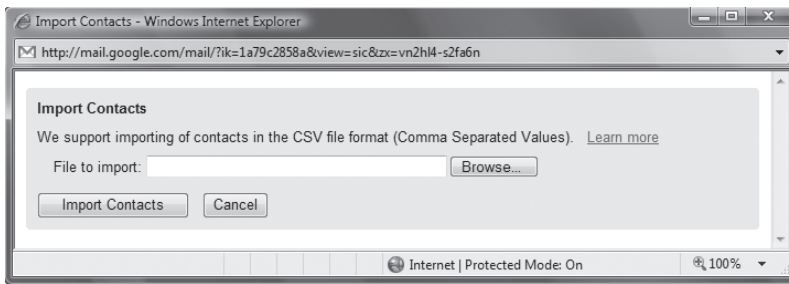 Import Contacts - Windows Internet Explorer
http://mail.google.com/mail/?ik=1a79c2858a&view=sic&zx=vn2hl4-s2fa6n
Import Contacts
We support importing of contacts in the CSV file format (Comma Separated Values). Learn more
File to import: Browse...
Import Contacts Cancel
Internet | Protected Mode: On 100%